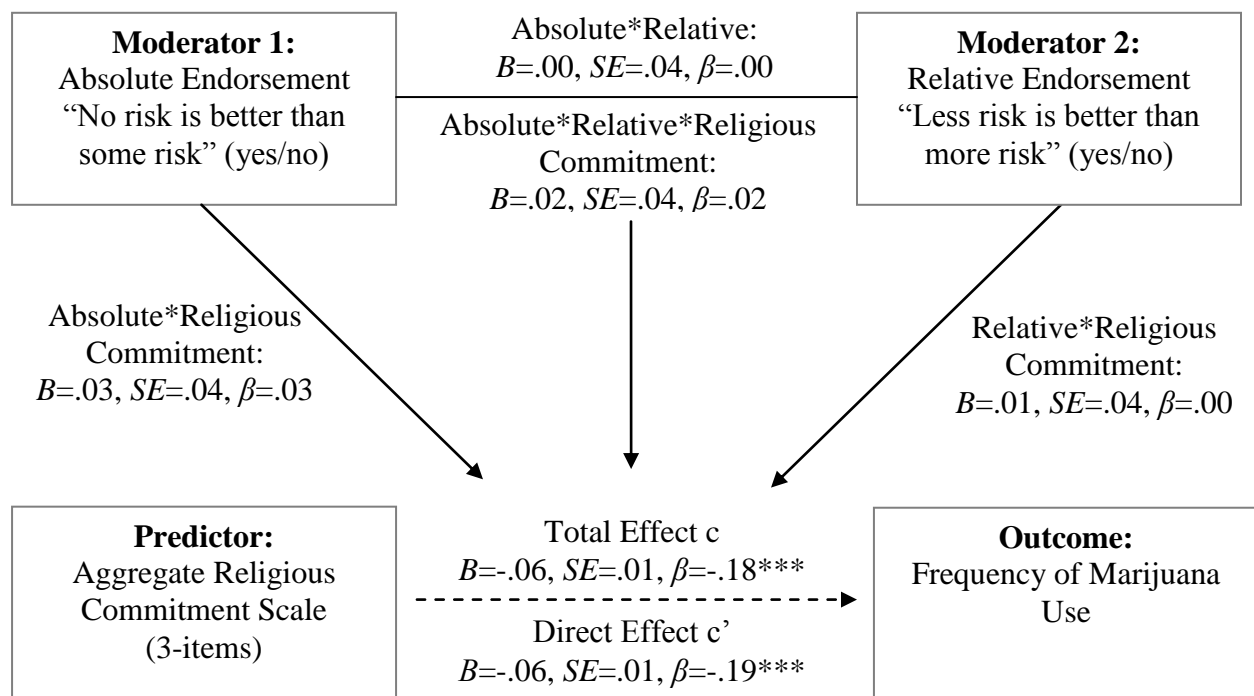 Moderator 1:
Absolute Endorsement
“No risk is better than
some risk” (yes/no)
Absolute*Relative:
B=.00, SE=.04, β=.00
Absolute*Relative*Religious
Commitment:
B=.02, SE=.04, β=.02
Moderator 2:
Relative Endorsement
“Less risk is better than
more risk” (yes/no)
Absolute*Religious
Commitment:
B=.03, SE=.04, β=.03
Relative*Religious
Commitment:
B=.01, SE=.04, β=.00
Predictor:
Aggregate Religious
Commitment Scale
(3-items)
Total Effect c
B=-.06, SE=.01, β=-.18***
Direct Effect c’
B=-.06, SE=.01, β=-.19***
Outcome:
Frequency of Marijuana
Use